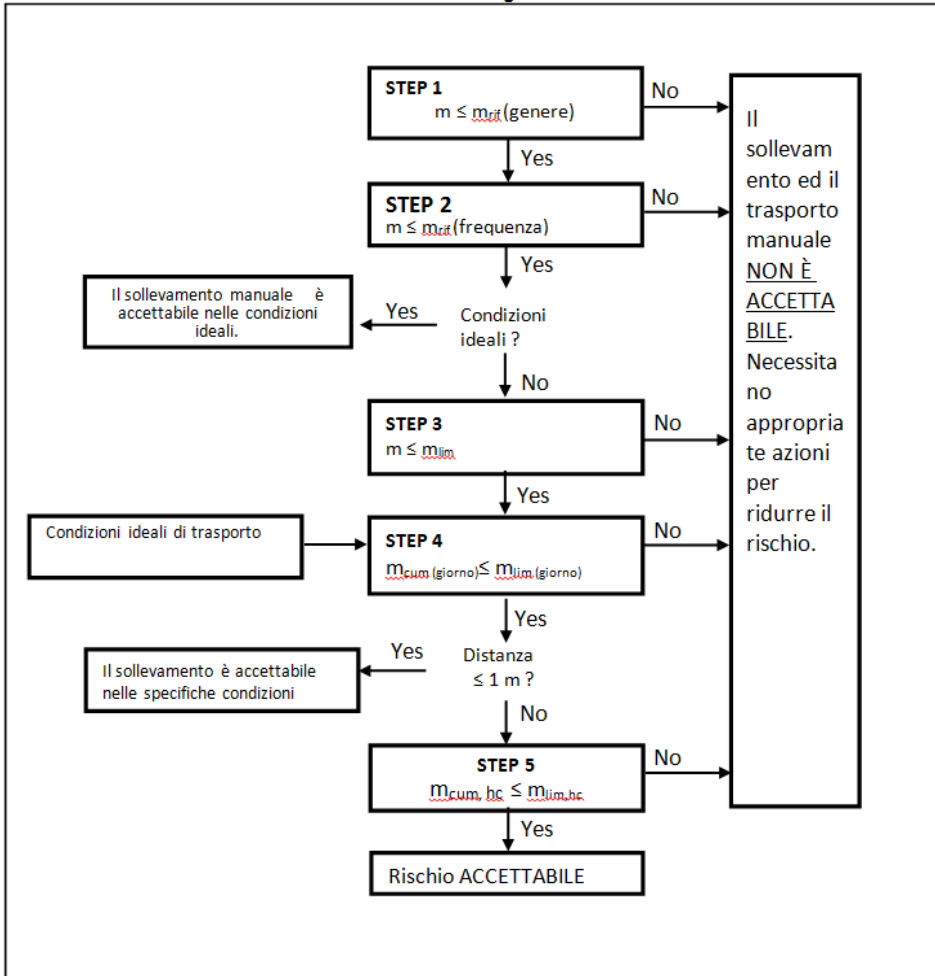 STEP 1
m ≤ mrif(genere)
No
Yes
STEP 2
m ≤ mrif(frequenza)
No
Yes
Il sollevamento manuale è
accettabile nelle condizioni
ideali.
Yes
Condizioni
ideali ?
No
STEP 3
m ≤ mlim
No
Yes
Condizioni ideali di trasporto
STEP 4
mcum (giorno)≤ mlim (giorno)
No
Yes
Il sollevamento è accettabile
nelle specifiche condizioni
Yes
Distanza
≤ 1 m ?
No
STEP 5
mcum, hc ≤ mlim,hc
No
Yes
Rischio ACCETTABILE
Il
sollevam
ento ed il
trasporto
manuale
NON È
ACCETTA
BILE.
Necessita
no
appropria
te azioni
per
ridurre il
rischio.